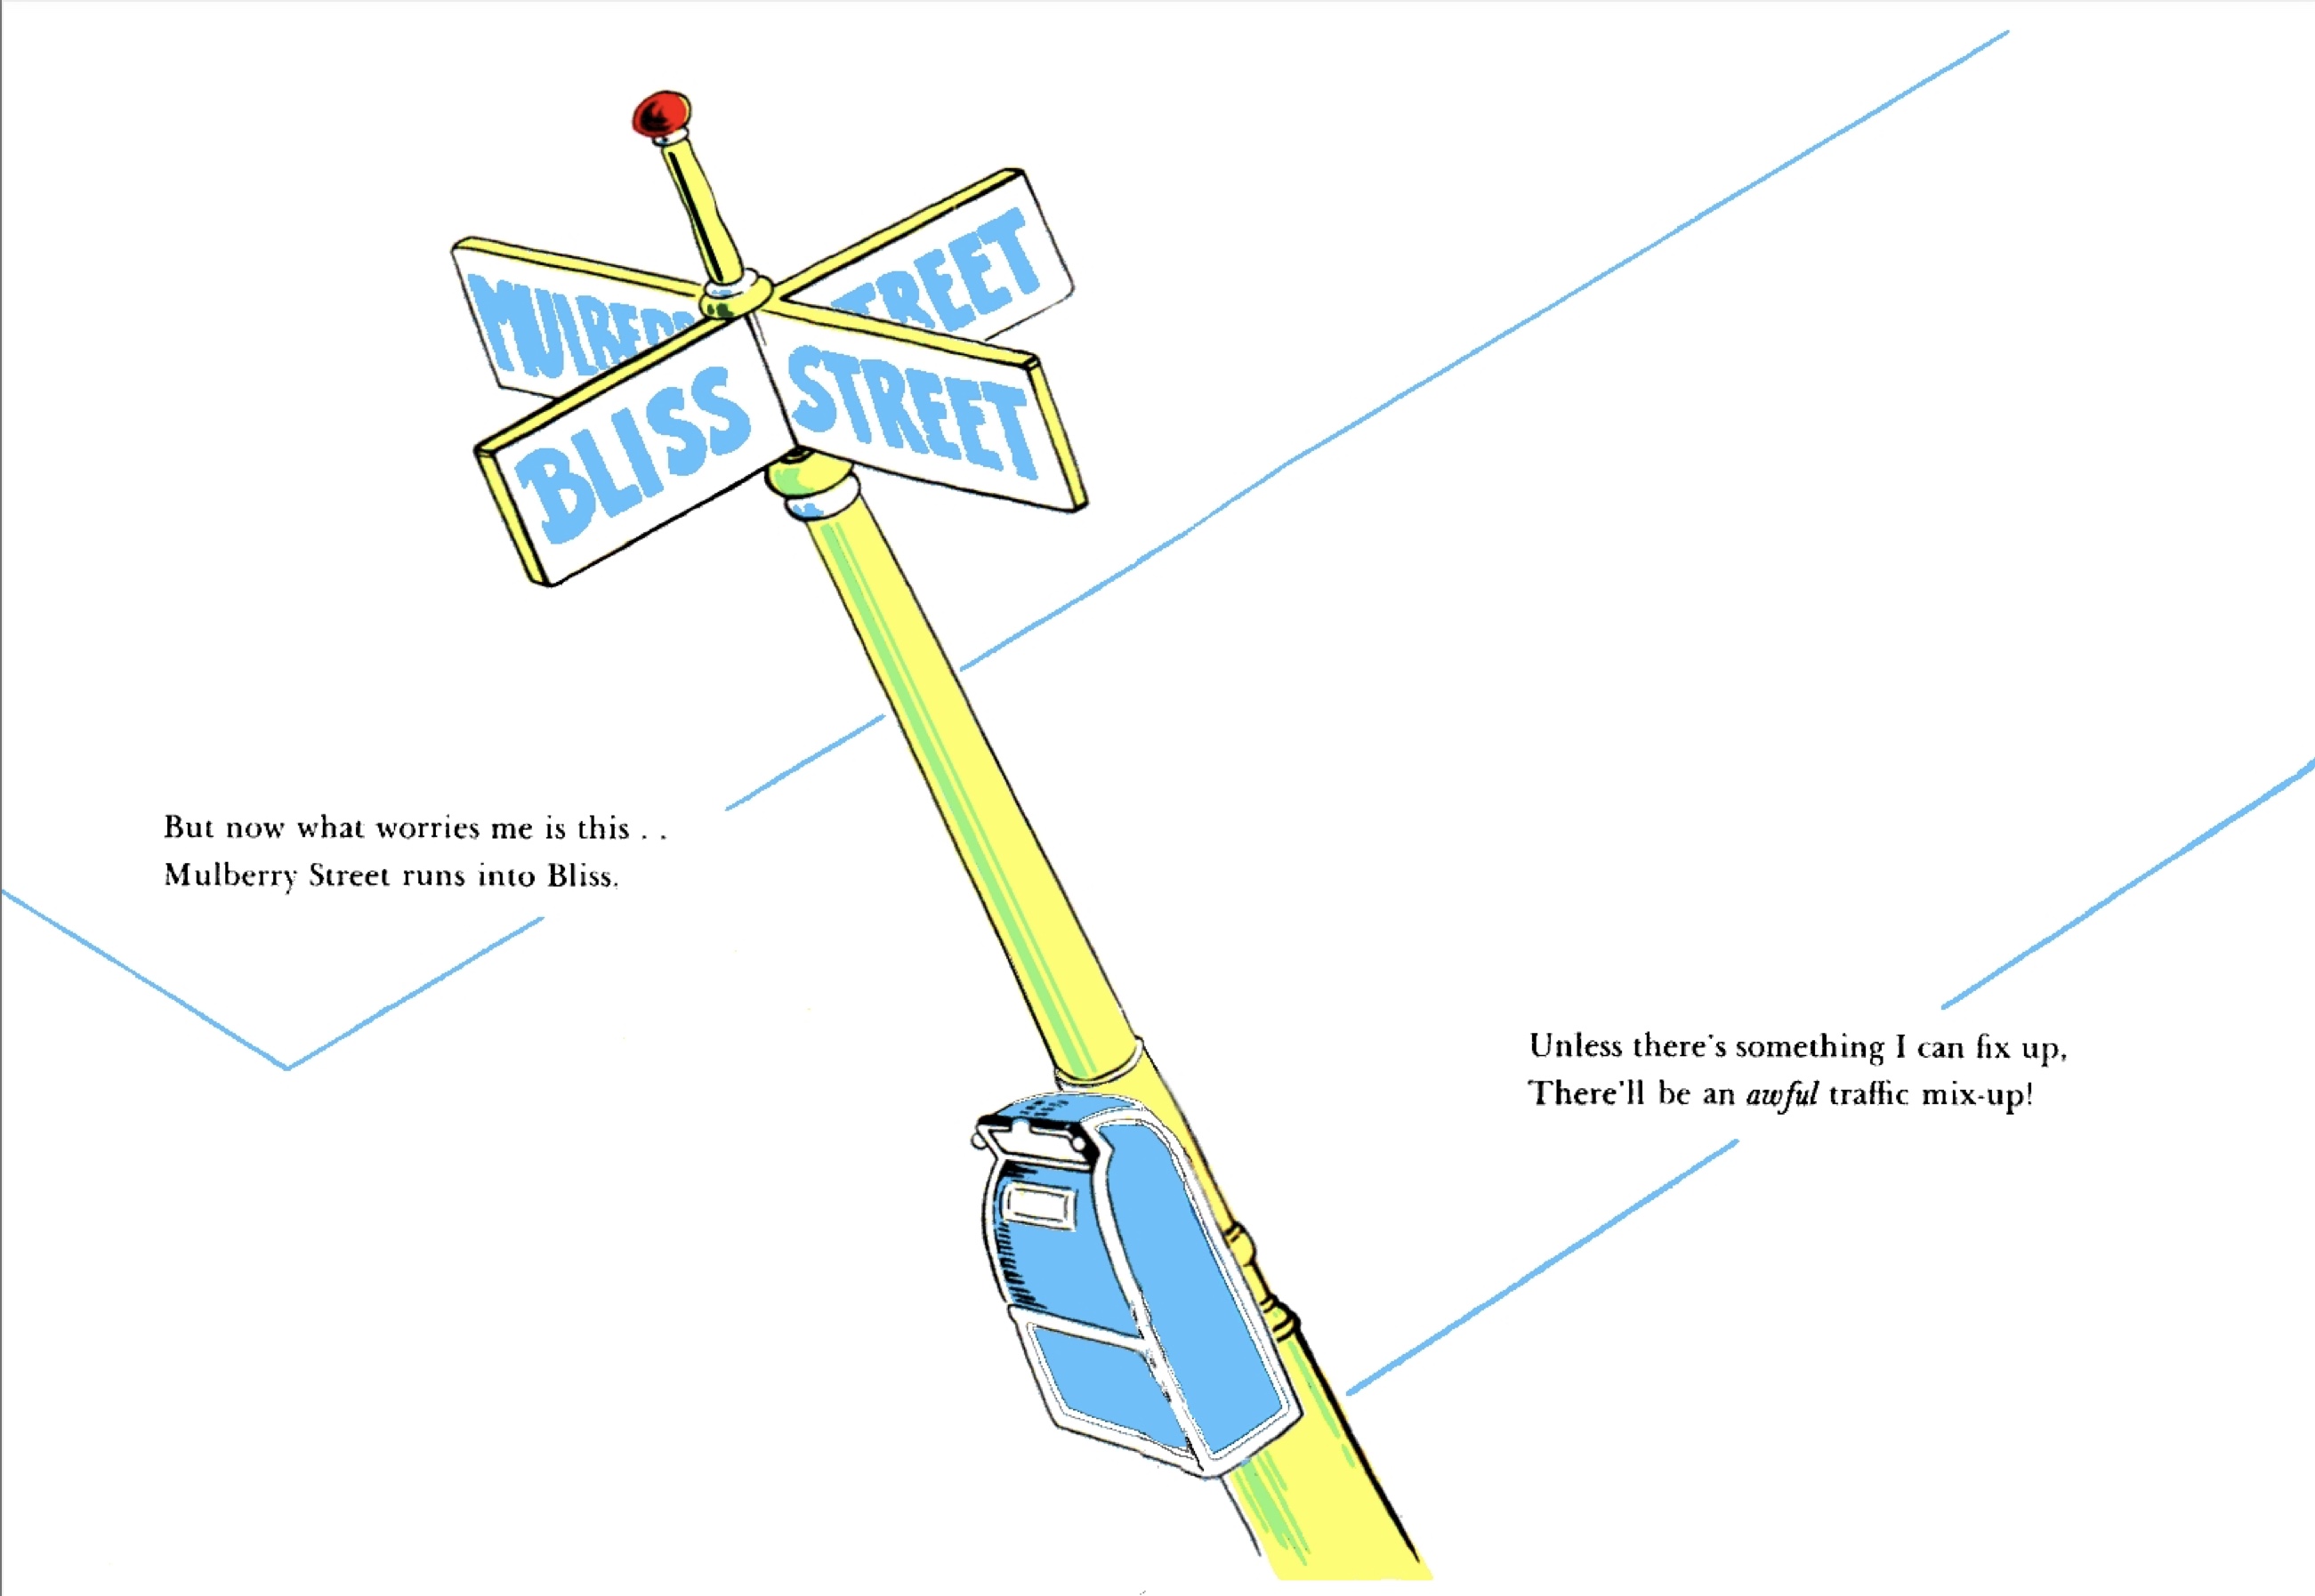 MULBERR
STREET
BLISS STREET
But now what worries me is this . .
Mulberry Street runs into Bliss.
Unless there's something I can fix up,
There'll be an awful traffic mix-up!